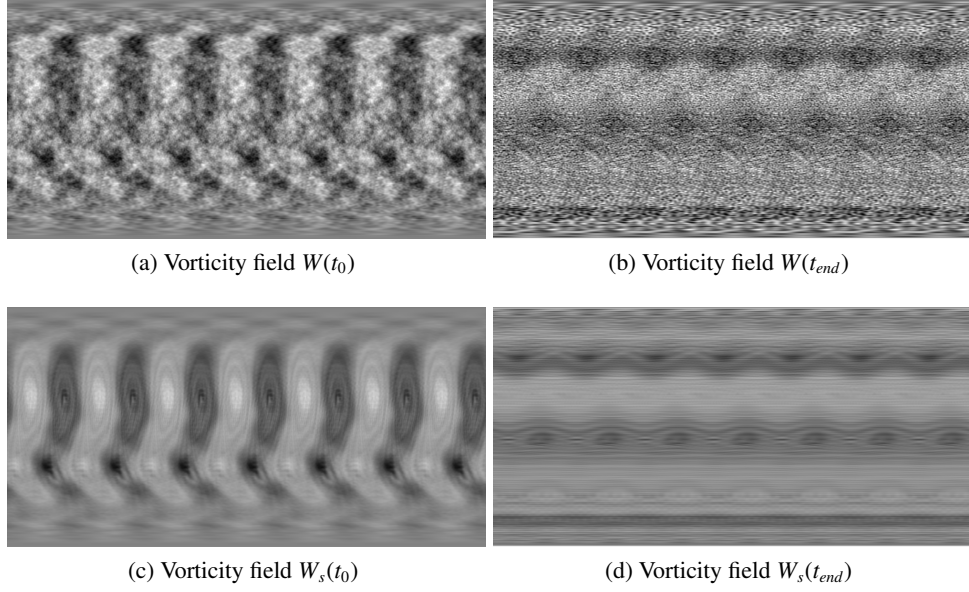 (a) Vorticity field W(t₀)
(b) Vorticity field W(tₑₙd)
(c) Vorticity field Wₛ(t₀)
(d) Vorticity field Wₛ(tₑₙd)